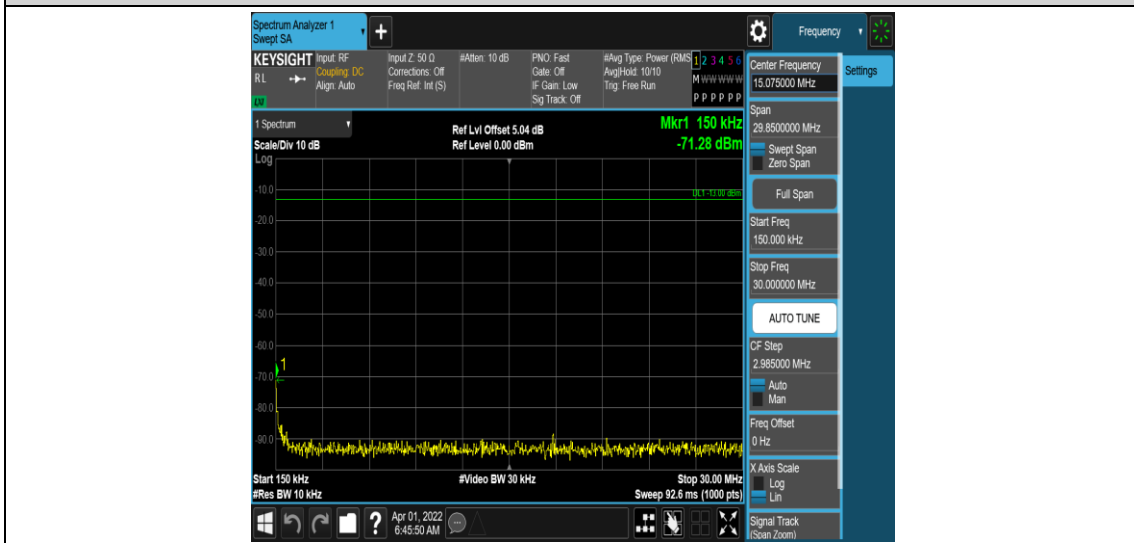 Spectrum Analyzer 1
Swept SA
+
Frequency
KEYSIGHT
RL
LXI
Input: RF
Coupling: DC
Align: Auto
Input Z: 50 Ω
Corrections: Off
Freq Ref: Int (S)
#Atten: 10 dB
PNO: Fast
Gate: Off
IF Gain: Low
Sig Track: Off
#Avg Type: Power (RMS
Avg|Hold: 10/10
Trig: Free Run
1 2 3 4 5 6
M W W W W W
P P P P P P
Center Frequency
15.075000 MHz
Settings
Span
29.8500000 MHz
Swept Span
Zero Span
Full Span
Start Freq
150.000 kHz
Stop Freq
30.000000 MHz
AUTO TUNE
CF Step
2.985000 MHz
Auto
Man
Freq Offset
0 Hz
X Axis Scale
Log
Lin
Signal Track
(Span Zoom)
1 Spectrum
Scale/Div 10 dB
Log
Ref Lvl Offset 5.04 dB
Ref Level 0.00 dBm
Mkr1 150 kHz
-71.28 dBm
DL1 -13.00 dBm
-10.0
-20.0
-30.0
-40.0
-50.0
-60.0
1
-70.0
-80.0
-90.0
Start 150 kHz
#Video BW 30 kHz
Stop 30.00 MHz
#Res BW 10 kHz
Sweep 92.6 ms (1000 pts)
?
Apr 01, 2022
6:45:50 AM